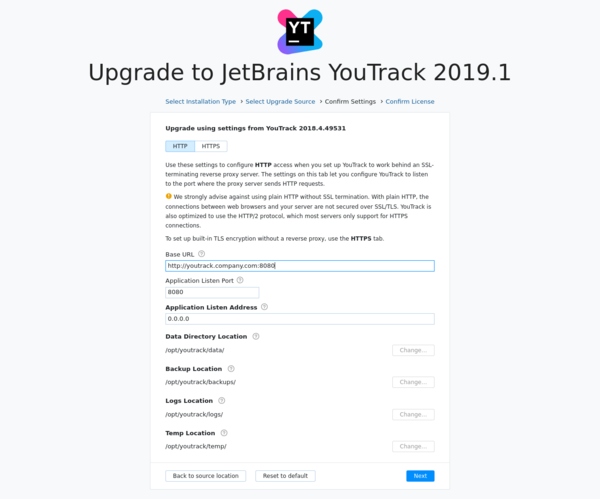 YT
Upgrade to JetBrains YouTrack 2019.1
Select Installation Type › Select Upgrade Source › Confirm Settings › Confirm License
Upgrade using settings from YouTrack 2018.4.49531
HTTP HTTPS
Use these settings to configure HTTP access when you set up YouTrack to work behind an SSL-
terminating reverse proxy server. The settings on this tab let you configure YouTrack to listen
to the port where the proxy server sends HTTP requests.
We strongly advise against using plain HTTP without SSL termination. With plain HTTP, the
connections between web browsers and your server are not secured over SSL/TLS. YouTrack is
also optimized to use the HTTP/2 protocol, which most servers only support for HTTPS
connections.
To set up built-in TLS encryption without a reverse proxy, use the HTTPS tab.
Base URL ?
http://youtrack.company.com:8080
Application Listen Port ?
8080
Application Listen Address ?
0.0.0.0
Data Directory Location ?
/opt/youtrack/data/ Change...
Backup Location ?
/opt/youtrack/backups/ Change...
Logs Location ?
/opt/youtrack/logs/ Change...
Temp Location ?
/opt/youtrack/temp/ Change...
Back to source location Reset to default Next